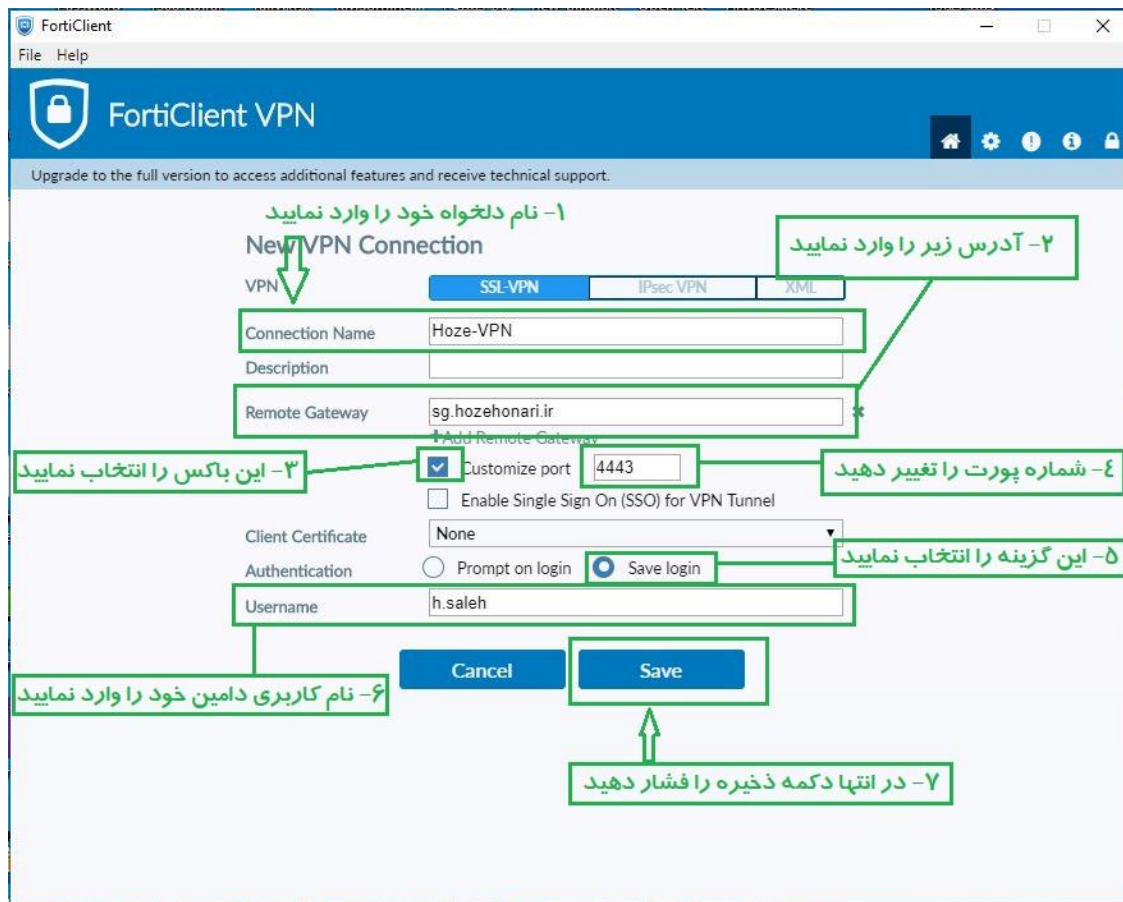 FortiClient
File Help
FortiClient VPN
Upgrade to the full version to access additional features and receive technical support.
۱- نام دلخواه خود را وارد نمایید
New VPN Connection
۲- آدرس زیر را وارد نمایید
VPN SSL-VPN IPsec VPN XML
Connection Name Hoze-VPN
Description
Remote Gateway sg.hozehonari.ir
+Add Remote Gateway
۳- این باکس را انتخاب نمایید
Customize port 4443
٤- شماره پورت را تغییر دهید
Enable Single Sign On (SSO) for VPN Tunnel
Client Certificate None
۵- این گزینه را انتخاب نمایید
Authentication Prompt on login Save login
Username h.saleh
Cancel Save
۶- نام کاربری دامین خود را وارد نمایید
۷- در انتها دکمه ذخیره را فشار دهید